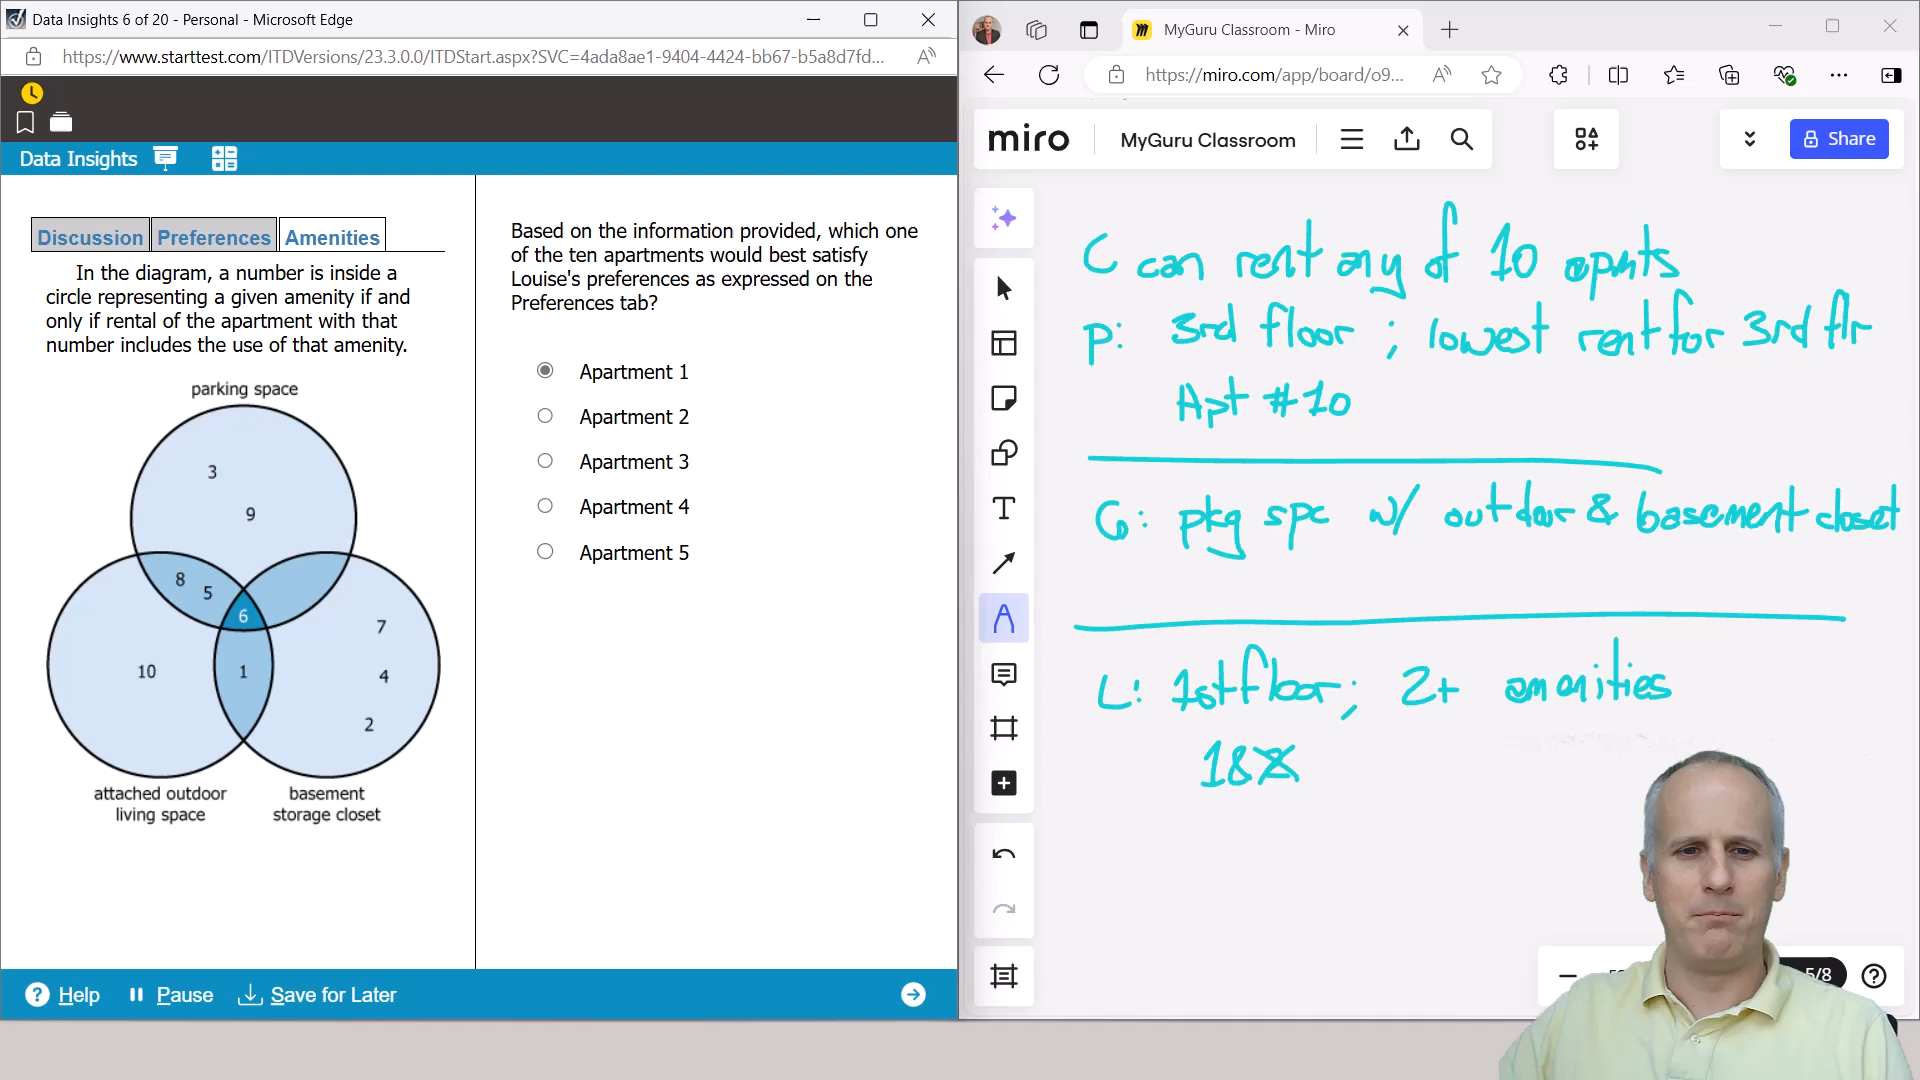 Data Insights 6 of 20 - Personal - Microsoft Edge
https://www.starttest.com/ITDVersions/23.3.0.0/ITDStart.aspx?SVC=4ada8ae1-9404-4424-bb67-b5a8d7fd...
Data Insights
Discussion Preferences Amenities
In the diagram, a number is inside a
circle representing a given amenity if and
only if rental of the apartment with that
number includes the use of that amenity.
parking space
3
9
8
5
6
7
10
1
4
2
attached outdoor
living space
basement
storage closet
Based on the information provided, which one
of the ten apartments would best satisfy
Louise's preferences as expressed on the
Preferences tab?
Apartment 1
Apartment 2
Apartment 3
Apartment 4
Apartment 5
Help Pause Save for Later
MyGuru Classroom - Miro
https://miro.com/app/board/o9...
miro MyGuru Classroom Share
C can rent any of 10 apmts
P: 3rd floor ; lowest rent for 3rd flr
Apt #10
G: pkg spc w/ outdoor & basement closet
L: 1st floor; 2+ amenities
1&
5/8